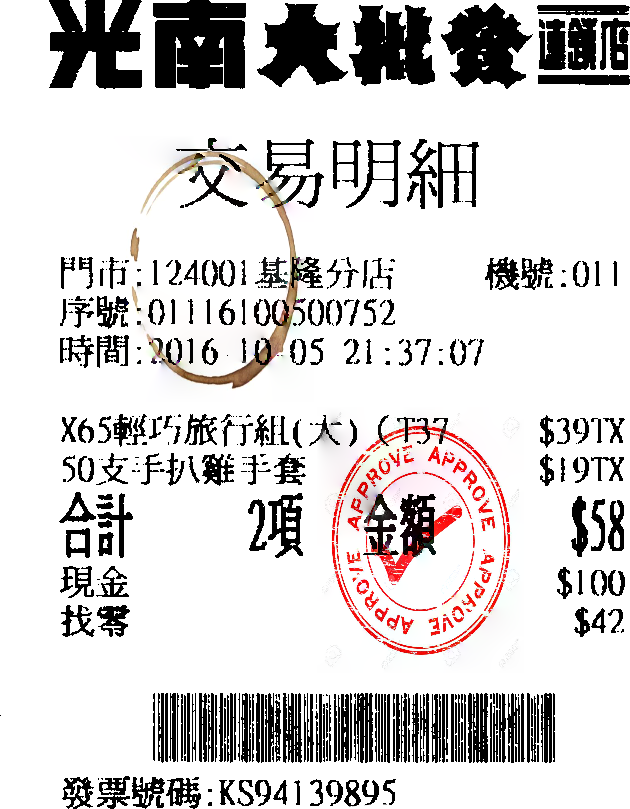 光南大批發 連鎖店
交易明細
門市:124001基隆分店 機號:011
序號:01116100500752
時間:2016-10-05 21:37:07
X65輕巧旅行組(大)(T37 $39TX
50支手扒雞手套 $19TX
合計 2項 金額 $58
現金 $100
找零 $42
APPROVE APPROVE APPROVE APPROVE APPROVE
發票號碼:KS94139895